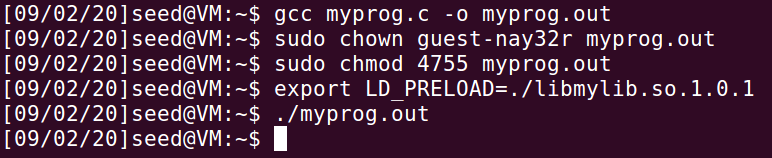 [09/02/20]seed@VM:~$ gcc myprog.c -o myprog.out
[09/02/20]seed@VM:~$ sudo chown guest-nay32r myprog.out
[09/02/20]seed@VM:~$ sudo chmod 4755 myprog.out
[09/02/20]seed@VM:~$ export LD_PRELOAD=./libmylib.so.1.0.1
[09/02/20]seed@VM:~$ ./myprog.out
[09/02/20]seed@VM:~$